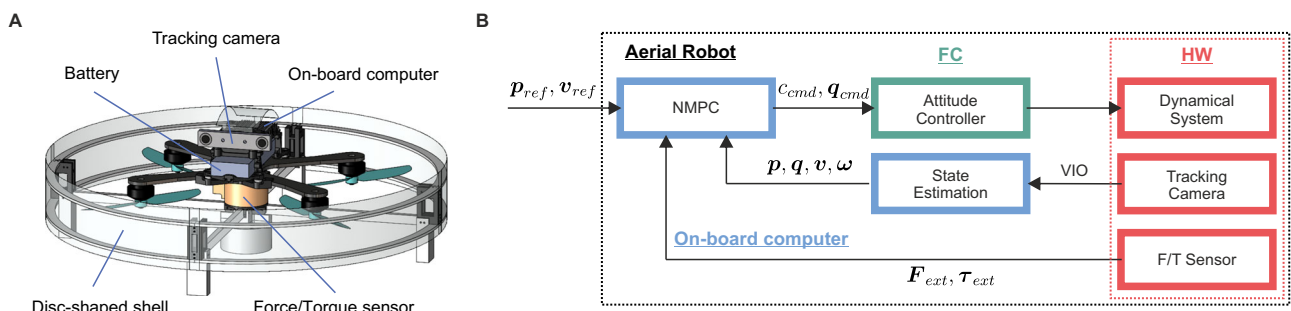 A
Tracking camera
Battery
On-board computer
Disc-shaped shell
Force/Torque sensor
B
Aerial Robot
FC
HW
p_ref, v_ref
NMPC
c_cmd, q_cmd
Attitude
Controller
Dynamical
System
p, q, v, ω
State
Estimation
VIO
Tracking
Camera
On-board computer
F/T Sensor
F_ext, τ_ext